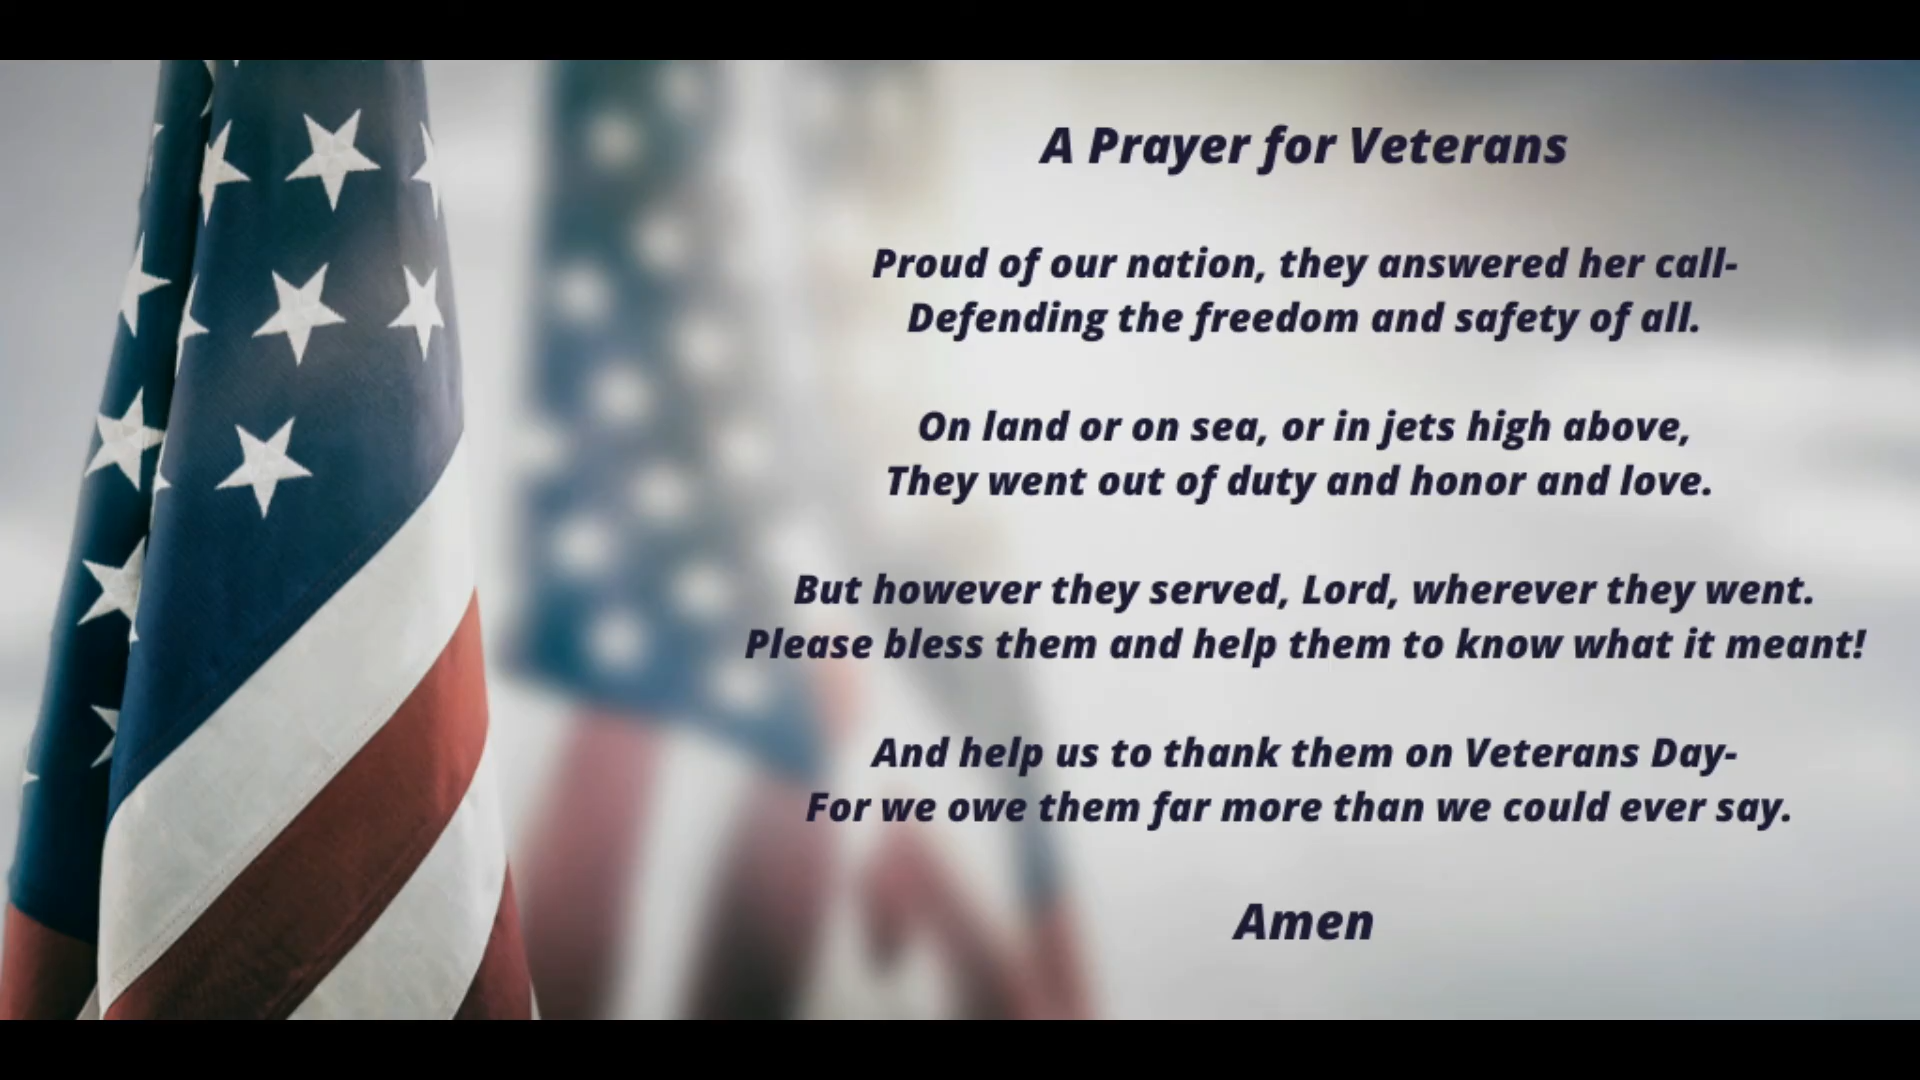 A Prayer for Veterans
Proud of our nation, they answered her call-
Defending the freedom and safety of all.
On land or on sea, or in jets high above,
They went out of duty and honor and love.
But however they served, Lord, wherever they went.
Please bless them and help them to know what it meant!
And help us to thank them on Veterans Day-
For we owe them far more than we could ever say.
Amen